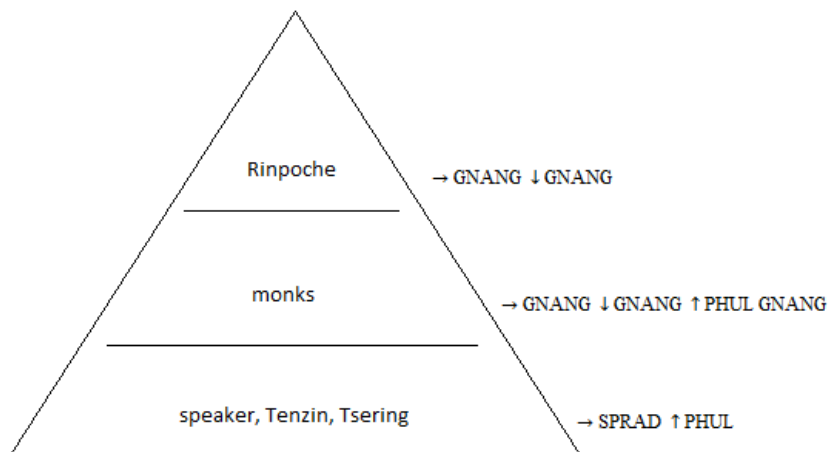 Rinpoche
→ GNANG ↓GNANG
monks
→ GNANG ↓GNANG ↑PHUL GNANG
speaker, Tenzin, Tsering
→ SPRAD ↑PHUL